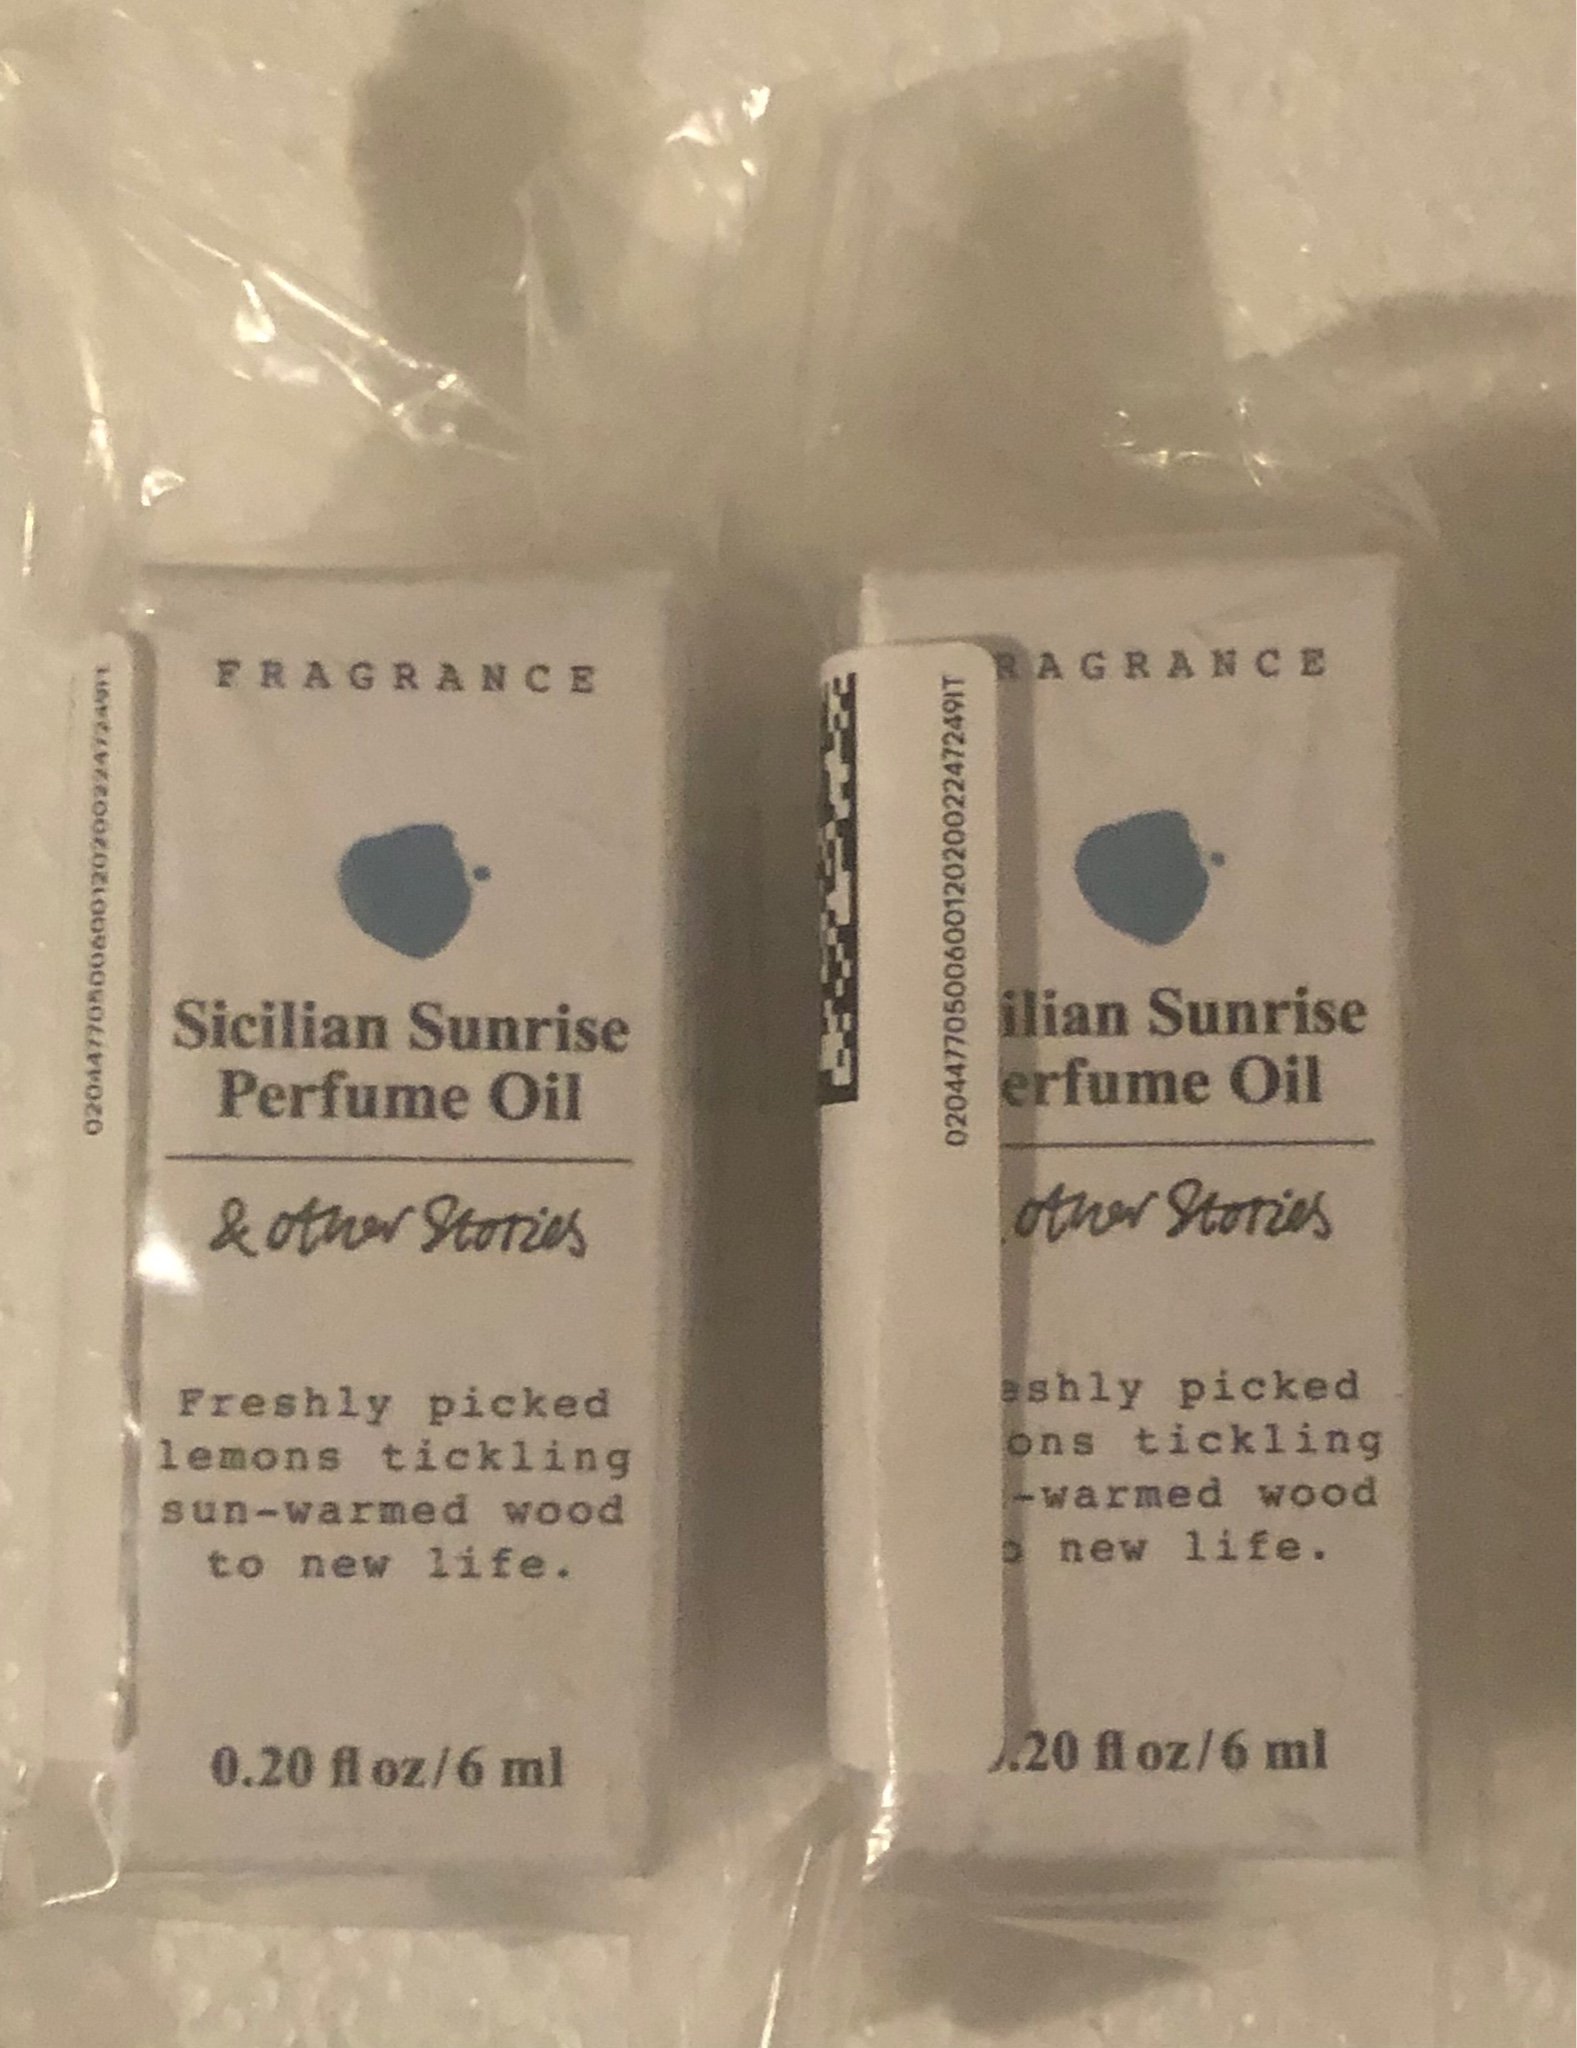 FRAGRANCE
Sicilian Sunrise
Perfume Oil
& other Stories
Freshly picked
lemons tickling
sun-warmed wood
to new life.
0.20 fl oz/6 ml
0204477050060012020022472491T
RAGRANCE
ilian Sunrise
erfume Oil
other Stories
eshly picked
ons tickling
-warmed wood
new life.
.20 fl oz/6 ml